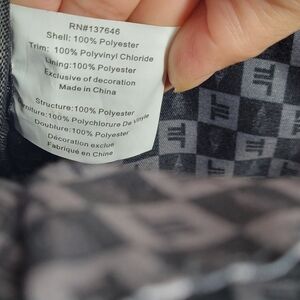 RN#137646
Shell: 100% Polyester
Trim: 100% Polyvinyl Chloride
Lining:100% Polyester
Exclusive of decoration
Made in China
Structure:100% Polyester
Garniture:100% Polychlorure De Vinyle
Doublure:100% Polyester
Décoration exclue
Fabriqué en Chine